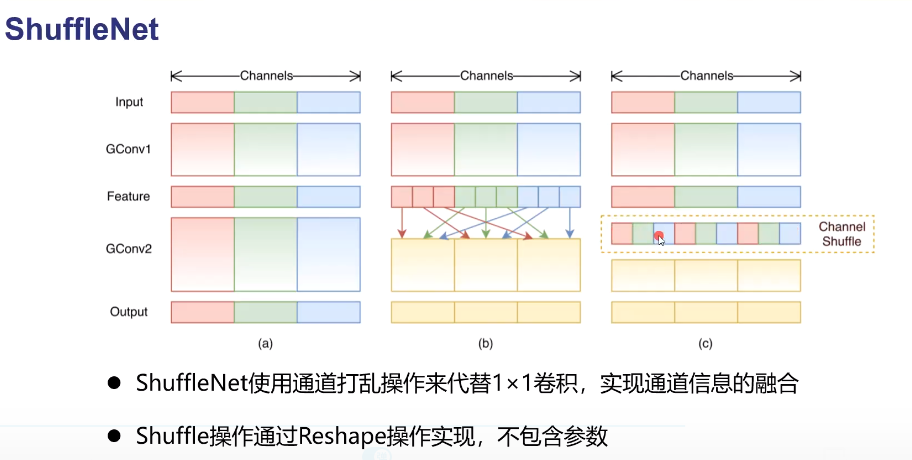 ShuffleNet
Channels Channels Channels
Input
GConv1
Feature
GConv2
Channel
Shuffle
Output
(a) (b) (c)
● ShuffleNet使用通道打乱操作来代替1×1卷积，实现通道信息的融合
● Shuffle操作通过Reshape操作实现，不包含参数